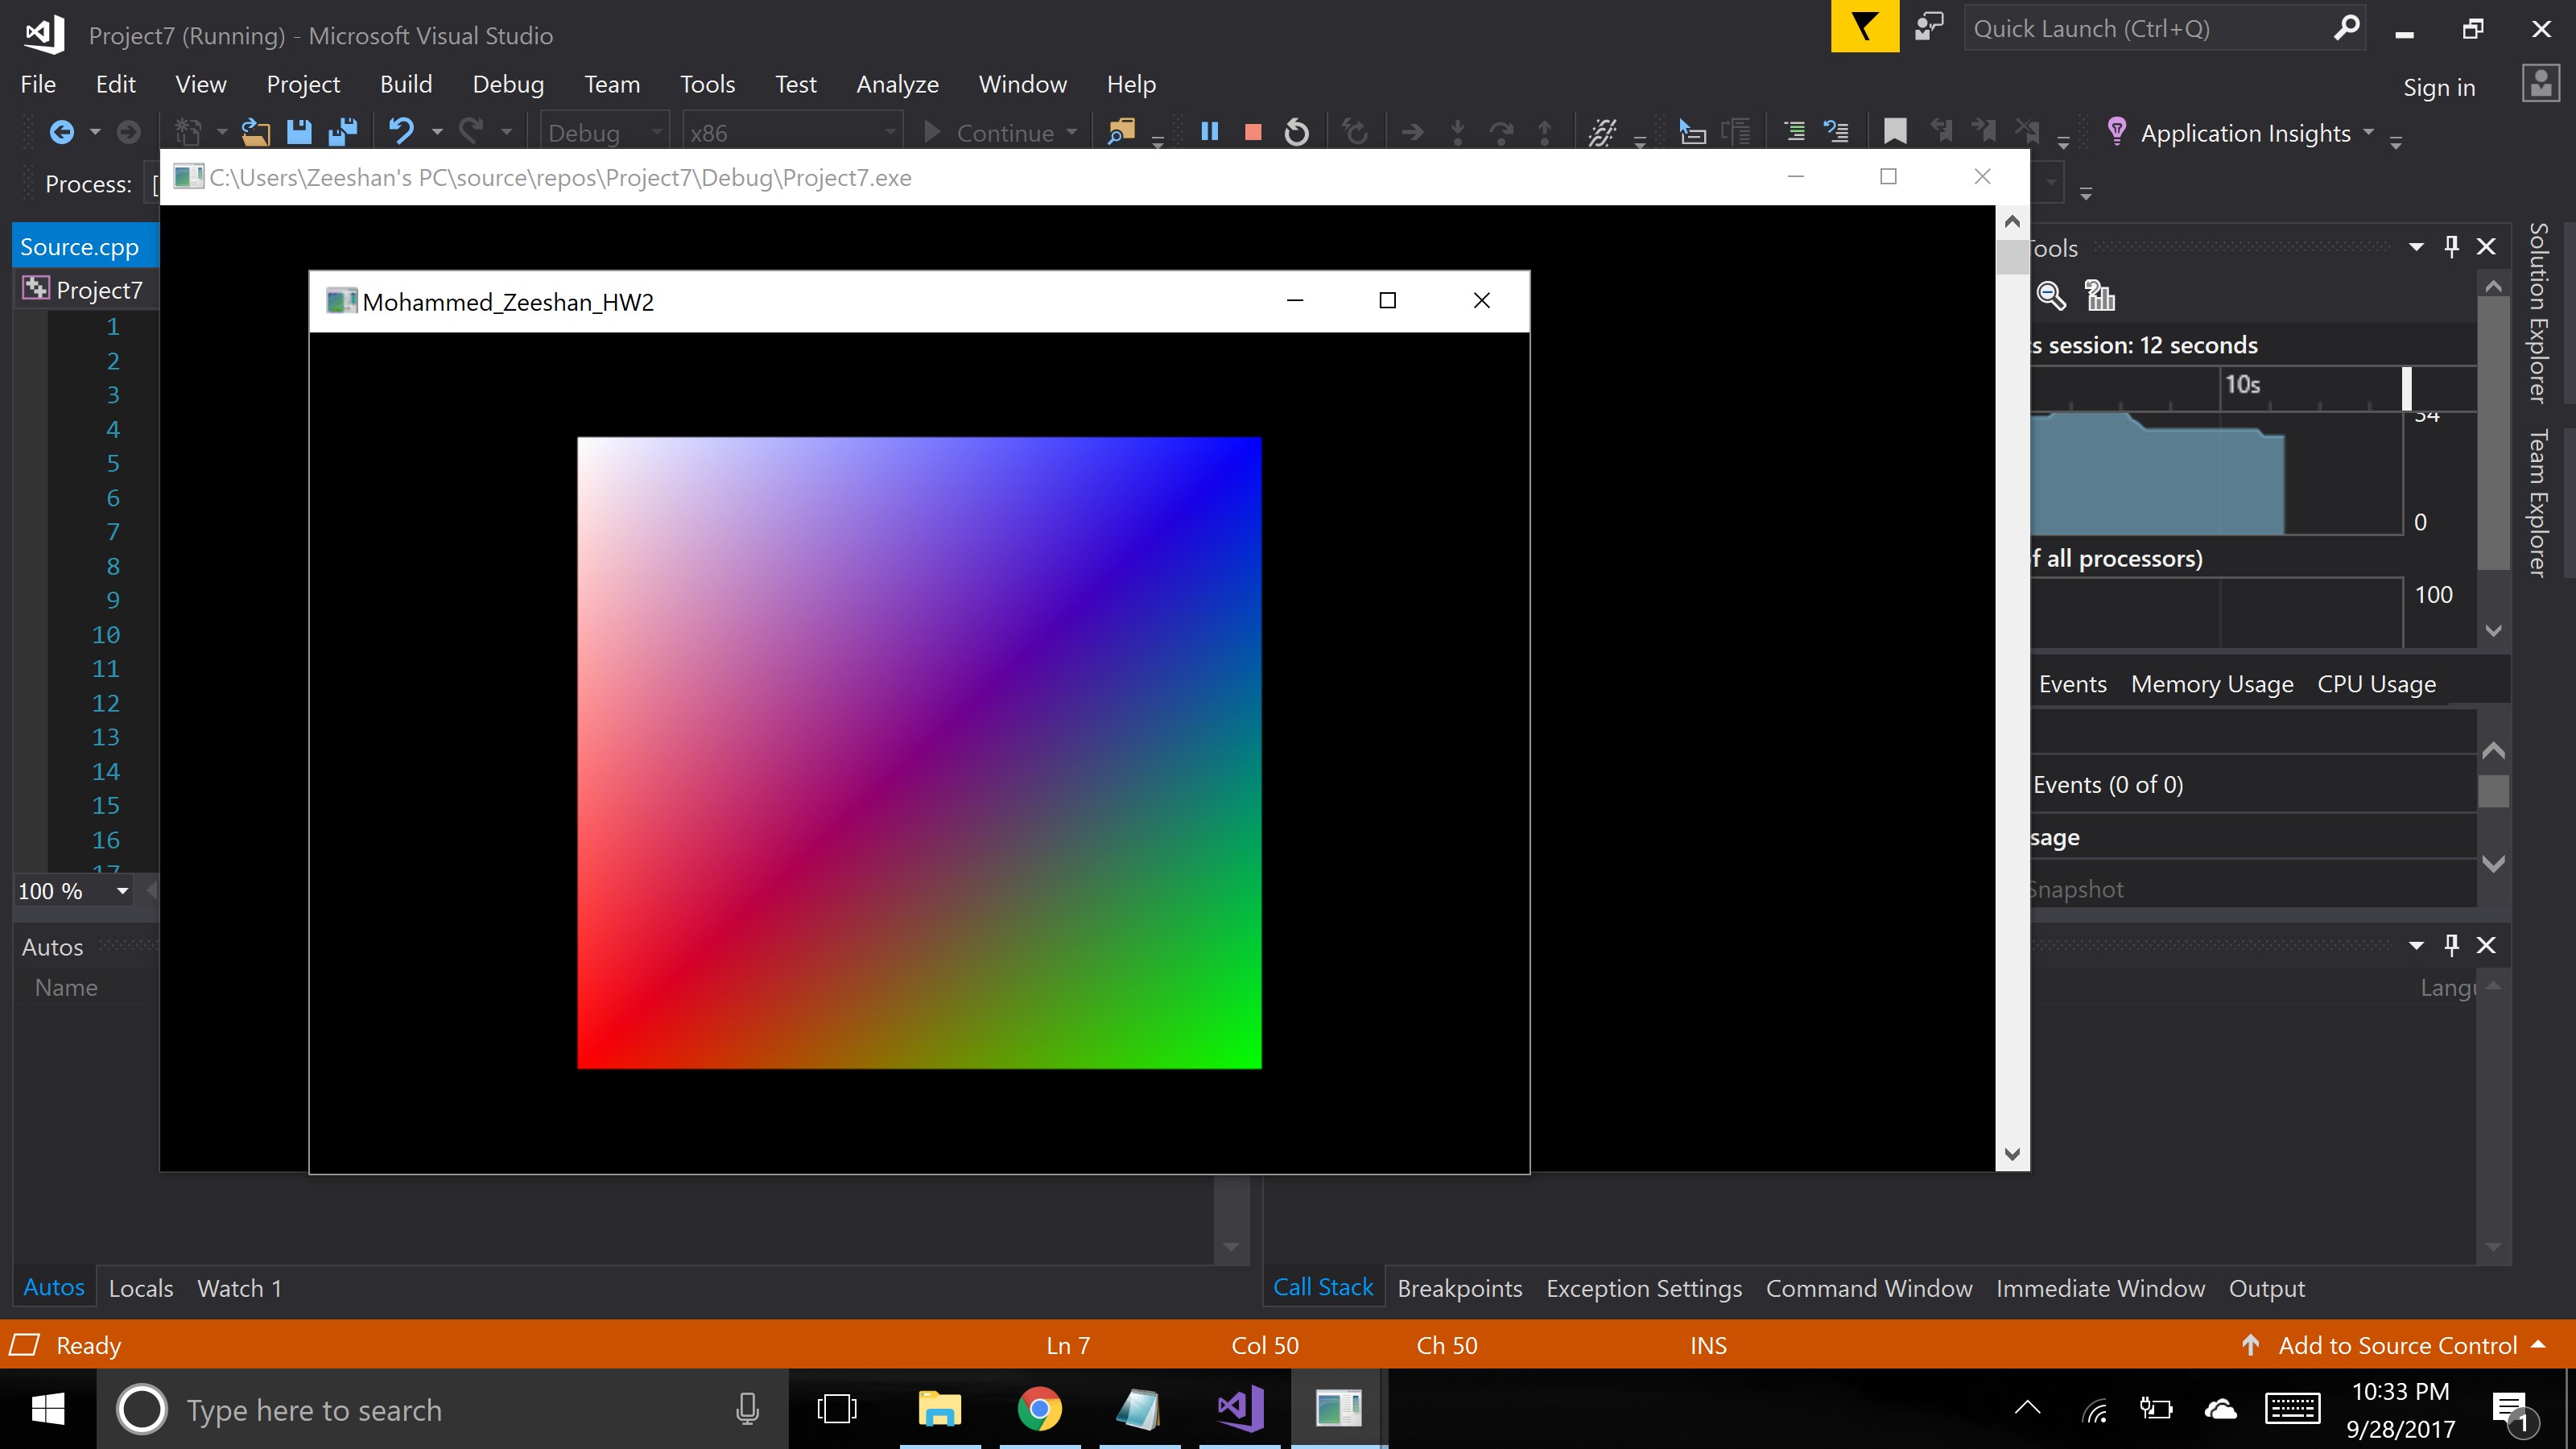 Project7 (Running) - Microsoft Visual Studio
Quick Launch (Ctrl+Q)
File Edit View Project Build Debug Team Tools Test Analyze Window Help
Sign in
Debug x86 Continue Application Insights
Process: [
C:\Users\Zeeshan's PC\source\repos\Project7\Debug\Project7.exe
Source.cpp
Project7
Mohammed_Zeeshan_HW2
1
2
3
4
5
6
7
8
9
10
11
12
13
14
15
16
17
100 %
Tools
s session: 12 seconds
10s
34
0
f all processors)
100
Events Memory Usage CPU Usage
Events (0 of 0)
sage
Snapshot
Solution Explorer
Team Explorer
Autos
Name
Langu
Autos Locals Watch 1
Call Stack Breakpoints Exception Settings Command Window Immediate Window Output
Ready Ln 7 Col 50 Ch 50 INS Add to Source Control
Type here to search
10:33 PM
9/28/2017
1